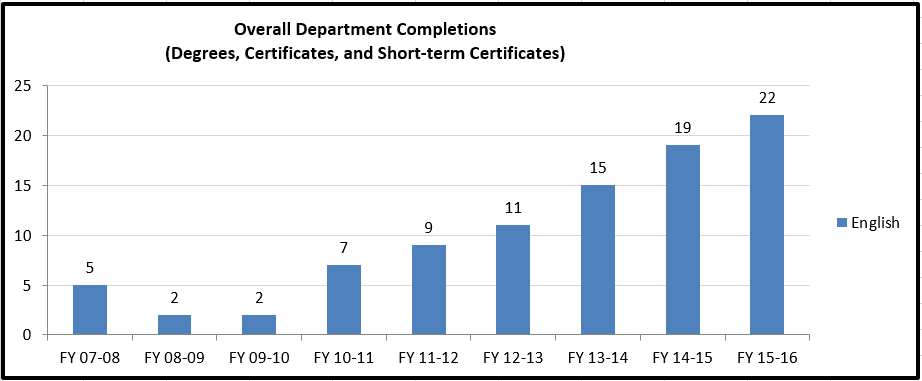 Overall Department Completions
(Degrees, Certificates, and Short-term Certificates)
25
20
15
10
5
0
5
2
2
7
9
11
15
19
22
FY 07-08
FY 08-09
FY 09-10
FY 10-11
FY 11-12
FY 12-13
FY 13-14
FY 14-15
FY 15-16
English